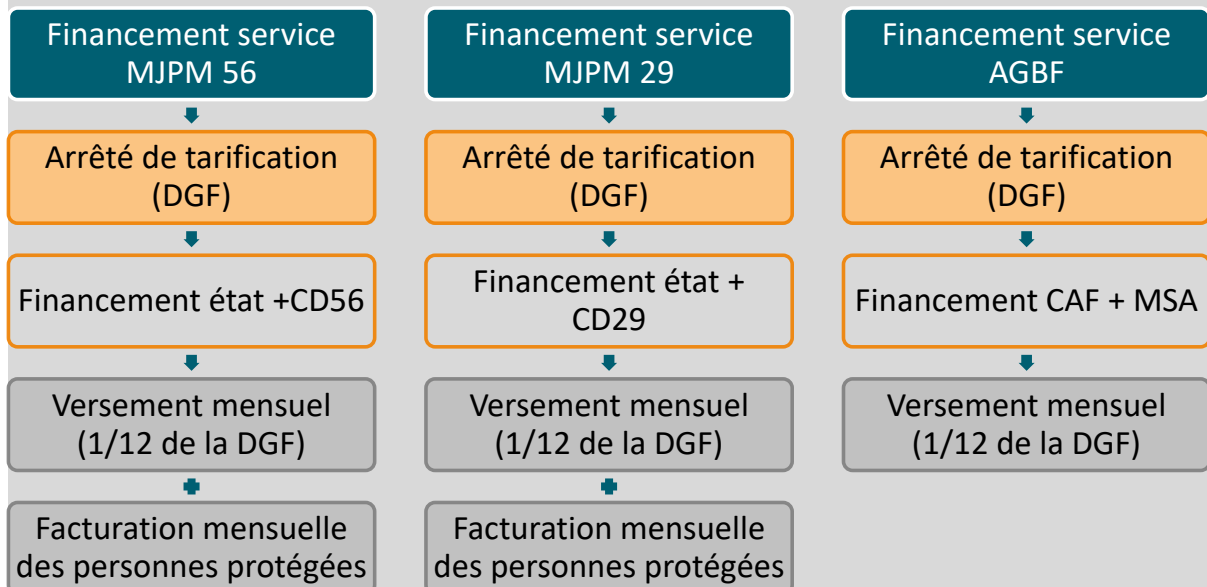 Financement service
MJPM 56
Arrêté de tarification
(DGF)
Financement état +CD56
Versement mensuel
(1/12 de la DGF)
Facturation mensuelle
des personnes protégées
Financement service
MJPM 29
Arrêté de tarification
(DGF)
Financement état +
CD29
Versement mensuel
(1/12 de la DGF)
Facturation mensuelle
des personnes protégées
Financement service
AGBF
Arrêté de tarification
(DGF)
Financement CAF + MSA
Versement mensuel
(1/12 de la DGF)